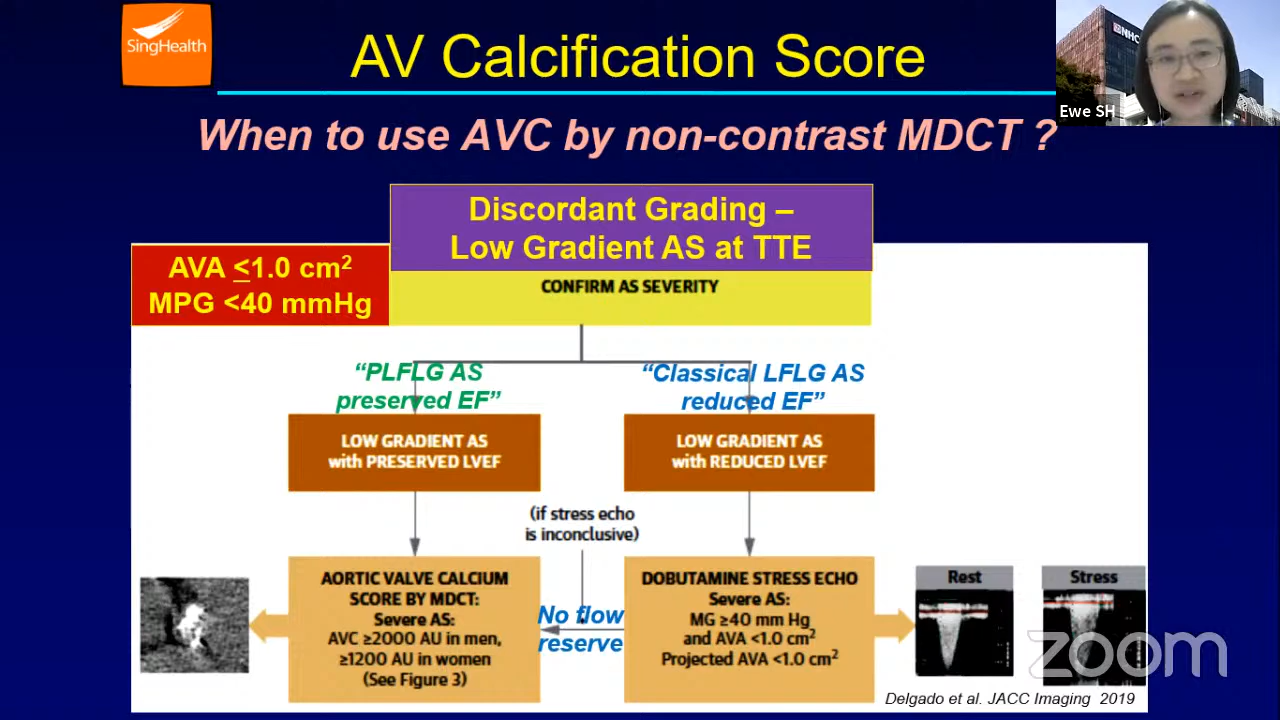 SingHealth
AV Calcification Score
NHC
Ewe SH
When to use AVC by non-contrast MDCT ?
Discordant Grading –
Low Gradient AS at TTE
AVA <1.0 cm²
MPG <40 mmHg
CONFIRM AS SEVERITY
“PLFLG AS
preserved EF”
“Classical LFLG AS
reduced EF”
LOW GRADIENT AS
with PRESERVED LVEF
LOW GRADIENT AS
with REDUCED LVEF
(if stress echo
is inconclusive)
AORTIC VALVE CALCIUM
SCORE BY MDCT:
Severe AS:
AVC ≥2000 AU in men,
≥1200 AU in women
(See Figure 3)
No flow
reserve
DOBUTAMINE STRESS ECHO
Severe AS:
MG ≥40 mm Hg
and AVA <1.0 cm²
Projected AVA <1.0 cm²
Rest
Stress
zoom
Delgado et al. JACC Imaging 2019